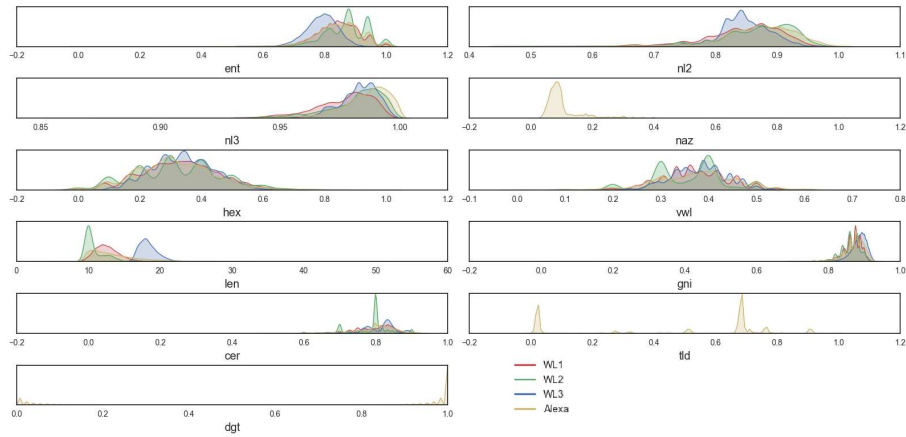 −0.2 0.0 0.2 0.4 0.6 0.8 1.0 1.2
ent
0.4 0.5 0.6 0.7 0.8 0.9 1.0 1.1
nl2
0.85 0.90 0.95 1.00
nl3
−0.2 0.0 0.2 0.4 0.6 0.8 1.0 1.2
naz
−0.2 0.0 0.2 0.4 0.6 0.8 1.0 1.2
hex
−0.1 0.0 0.1 0.2 0.3 0.4 0.5 0.6 0.7 0.8
vwl
0 10 20 30 40 50 60
len
−0.2 0.0 0.2 0.4 0.6 0.8 1.0
gni
−0.2 0.0 0.2 0.4 0.6 0.8 1.0
cer
−0.2 0.0 0.2 0.4 0.6 0.8 1.0 1.2
tld
0.0 0.2 0.4 0.6 0.8 1.0
dgt
WL1
WL2
WL3
Alexa